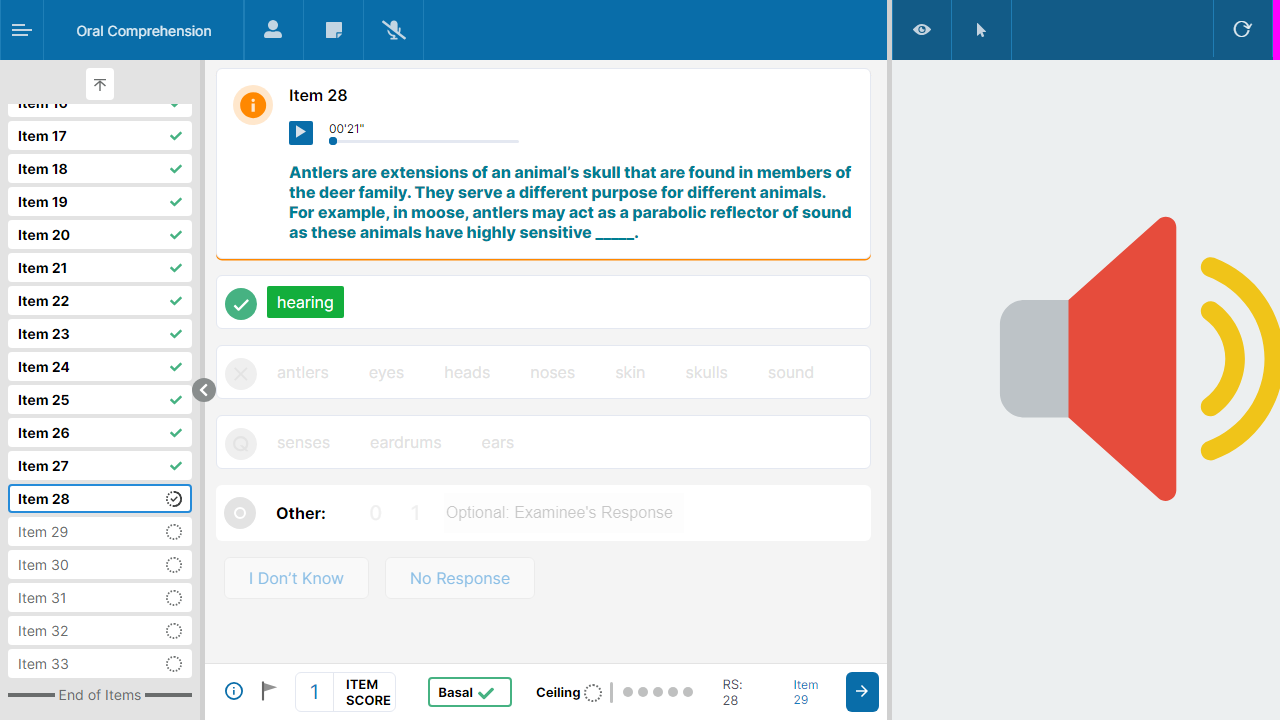 Oral Comprehension
Item 16
Item 17
Item 18
Item 19
Item 20
Item 21
Item 22
Item 23
Item 24
Item 25
Item 26
Item 27
Item 28
Item 29
Item 30
Item 31
Item 32
Item 33
End of Items
Item 28
00'21"
Antlers are extensions of an animal's skull that are found in members of
the deer family. They serve a different purpose for different animals.
For example, in moose, antlers may act as a parabolic reflector of sound
as these animals have highly sensitive _____.
hearing
antlers eyes heads noses skin skulls sound
Q senses eardrums ears
Other: 0 1 Optional: Examinee's Response
I Don't Know No Response
1 ITEM SCORE
Basal
Ceiling
RS: 28
Item 29